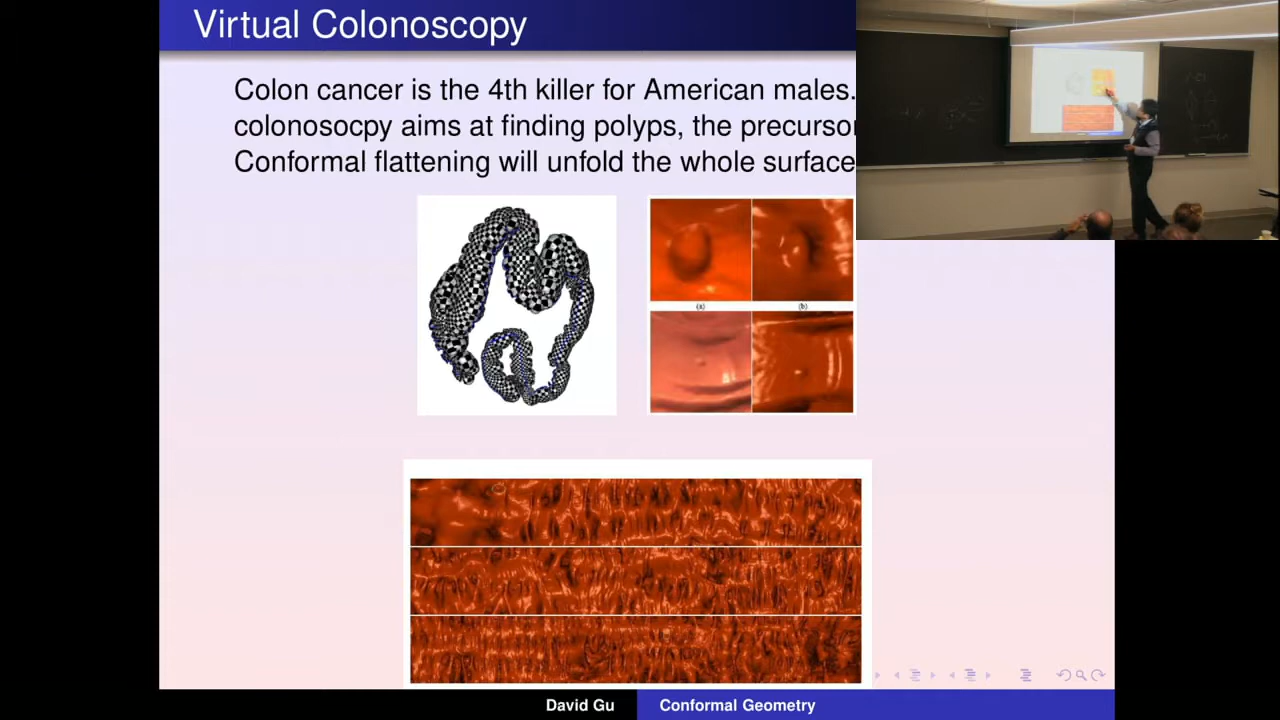 Virtual Colonoscopy
Colon cancer is the 4th killer for American males.
colonosocpy aims at finding polyps, the precursor
Conformal flattening will unfold the whole surface
(a) (b)
David Gu Conformal Geometry